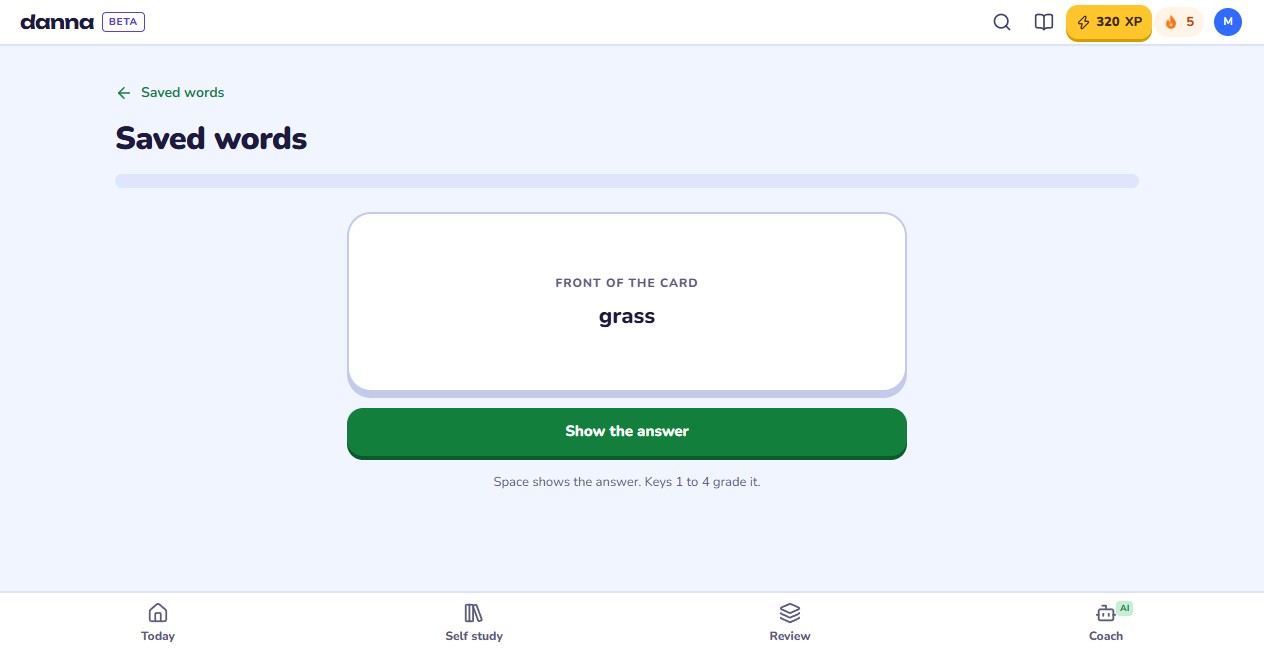 danna BETA
320 XP
5
M
Saved words
Saved words
FRONT OF THE CARD
grass
Show the answer
Space shows the answer. Keys 1 to 4 grade it.
Today
Self study
Review
AI
Coach